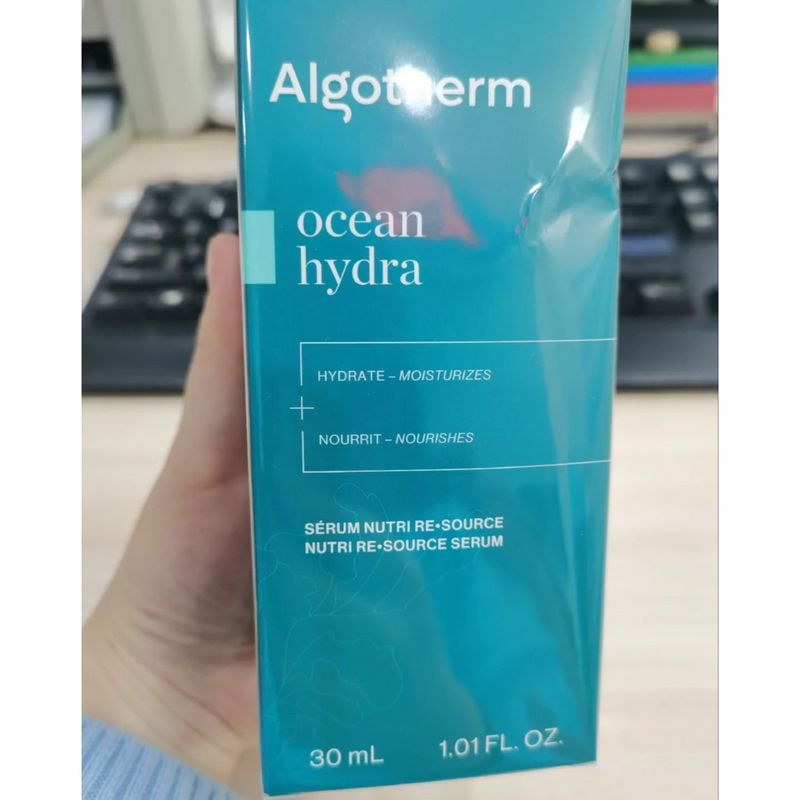 Algotherm
ocean
hydra
HYDRATE – MOISTURIZES
NOURRIT – NOURISHES
SÉRUM NUTRI RE•SOURCE
NUTRI RE•SOURCE SERUM
30 mL 1.01 FL. OZ.